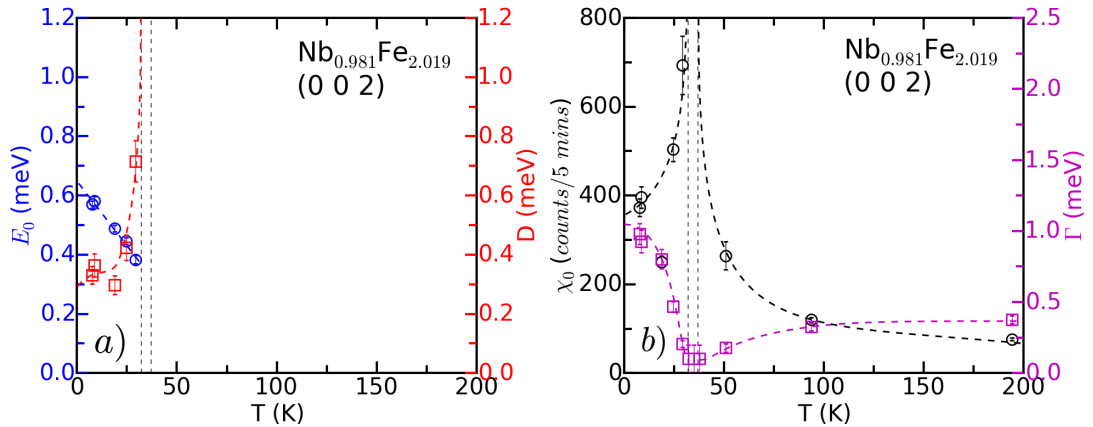 1.2
1.0
0.8
0.6
0.4
0.2
0.0
E₀ (meV)
Nb₀.₉₈₁Fe₂.₀₁₉
(0 0 2)
a)
0 50 100 150 200
T (K)
1.2
1.0
0.8
0.6
0.4
0.2
0.0
D (meV)
800
600
400
200
0
χ₀ (counts/5 mins)
Nb₀.₉₈₁Fe₂.₀₁₉
(0 0 2)
b)
0 50 100 150 200
T (K)
2.5
2.0
1.5
1.0
0.5
0.0
Γ (meV)